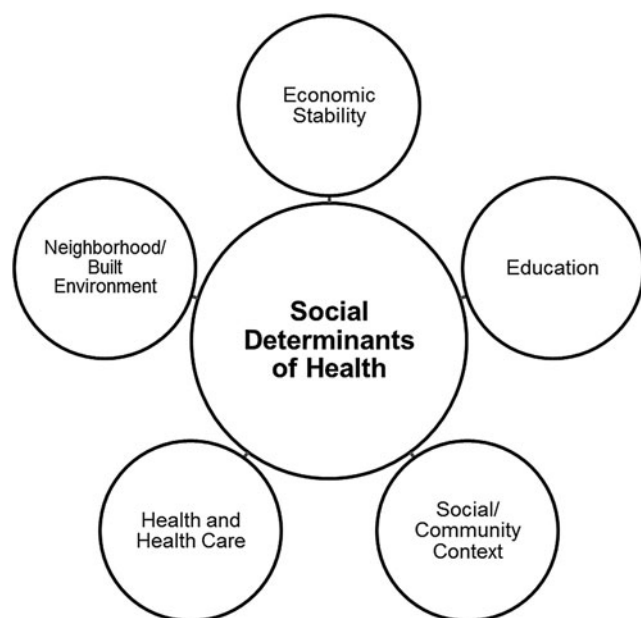 Economic
Stability
Neighborhood/
Built
Environment
Education
Social
Determinants
of Health
Health and
Health Care
Social/
Community
Context